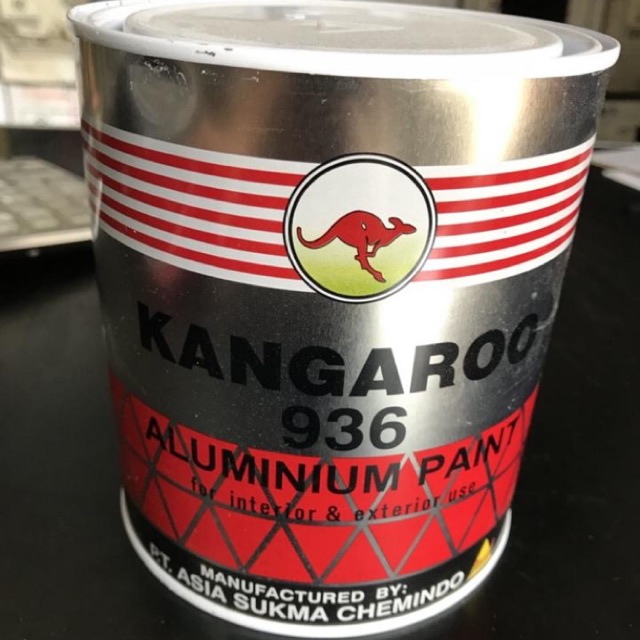 KANGAROO
936
ALUMINIUM PAINT
for interior & exterior use
MANUFACTURED BY:
PT. ASIA SUKMA CHEMINDO